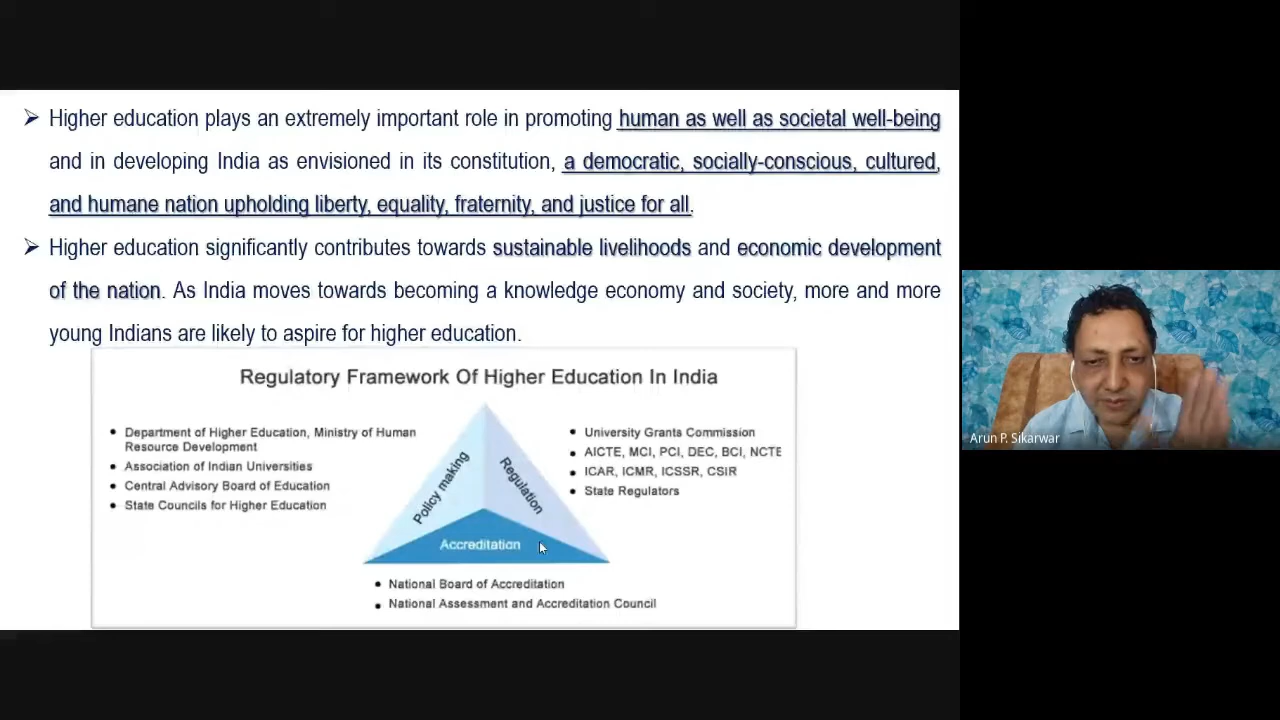 ➢ Higher education plays an extremely important role in promoting human as well as societal well-being
and in developing India as envisioned in its constitution, a democratic, socially-conscious, cultured,
and humane nation upholding liberty, equality, fraternity, and justice for all.
➢ Higher education significantly contributes towards sustainable livelihoods and economic development
of the nation. As India moves towards becoming a knowledge economy and society, more and more
young Indians are likely to aspire for higher education.
Regulatory Framework Of Higher Education In India
• Department of Higher Education, Ministry of Human
Resource Development
• Association of Indian Universities
• Central Advisory Board of Education
• State Councils for Higher Education
Policy making
Regulation
Accreditation
• University Grants Commission
• AICTE, MCI, PCI, DEC, BCI, NCTE
• ICAR, ICMR, ICSSR, CSIR
• State Regulators
• National Board of Accreditation
• National Assessment and Accreditation Council
Arun P. Sikarwar